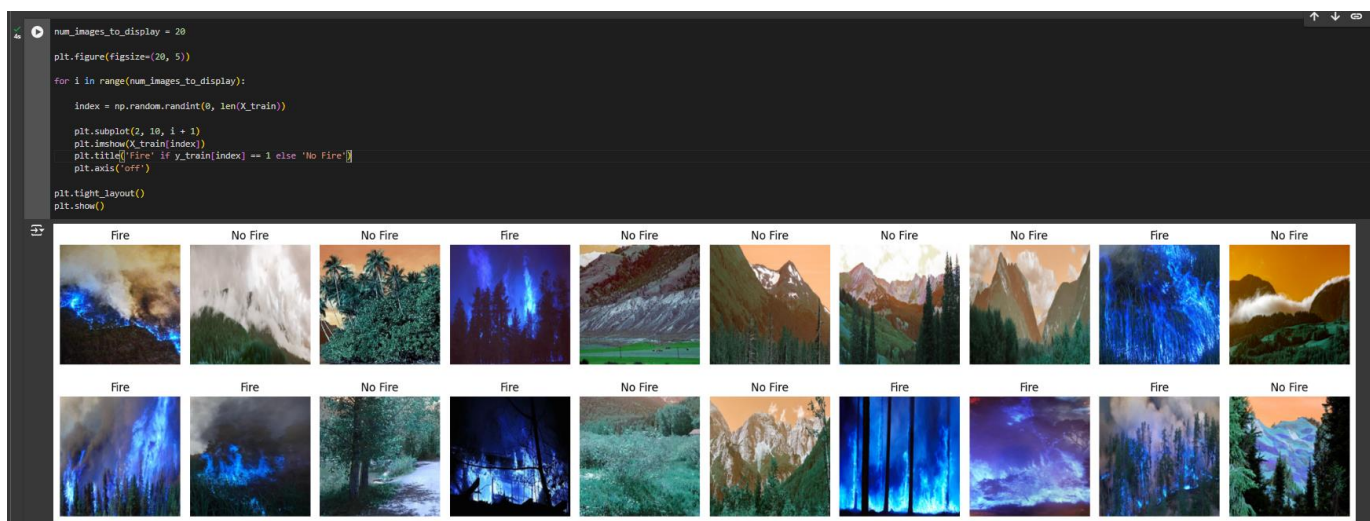 4s
num_images_to_display = 20
plt.figure(figsize=(20, 5))
for i in range(num_images_to_display):
index = np.random.randint(0, len(X_train))
plt.subplot(2, 10, i + 1)
plt.imshow(X_train[index])
plt.title('Fire' if y_train[index] == 1 else 'No Fire')
plt.axis('off')
plt.tight_layout()
plt.show()
Fire No Fire No Fire Fire No Fire No Fire No Fire No Fire Fire No Fire
Fire Fire No Fire Fire No Fire No Fire Fire Fire Fire No Fire